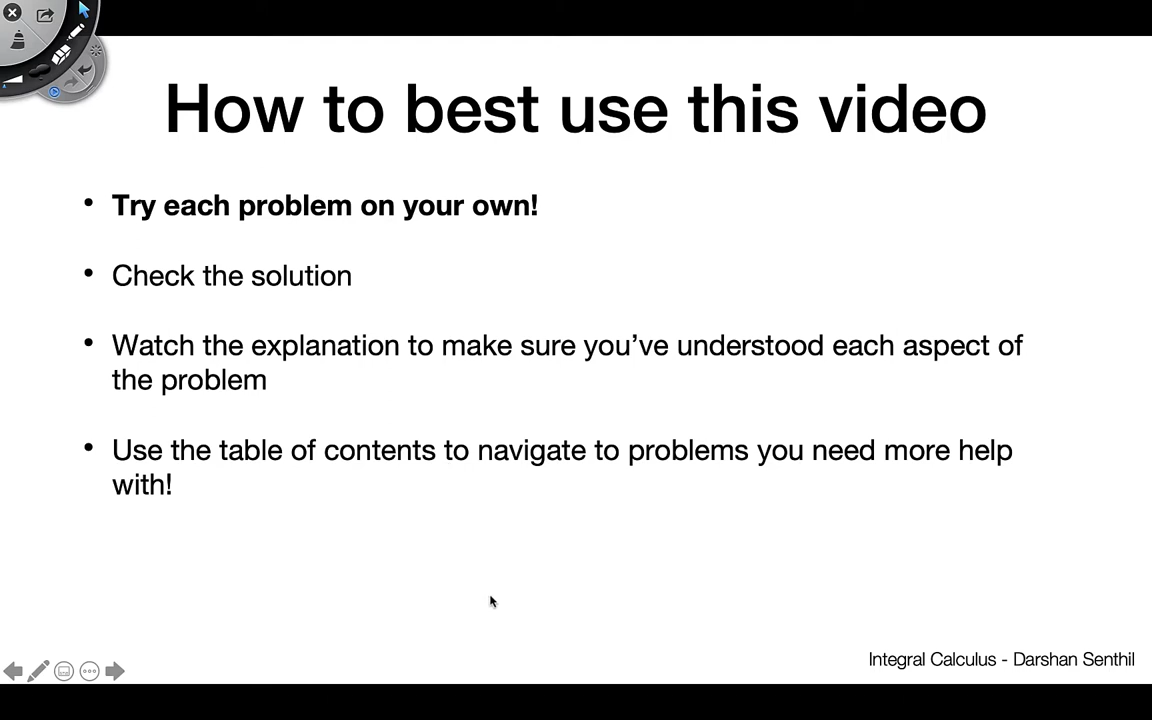 How to best use this video
• Try each problem on your own!
• Check the solution
• Watch the explanation to make sure you’ve understood each aspect of
the problem
• Use the table of contents to navigate to problems you need more help
with!
Integral Calculus - Darshan Senthil